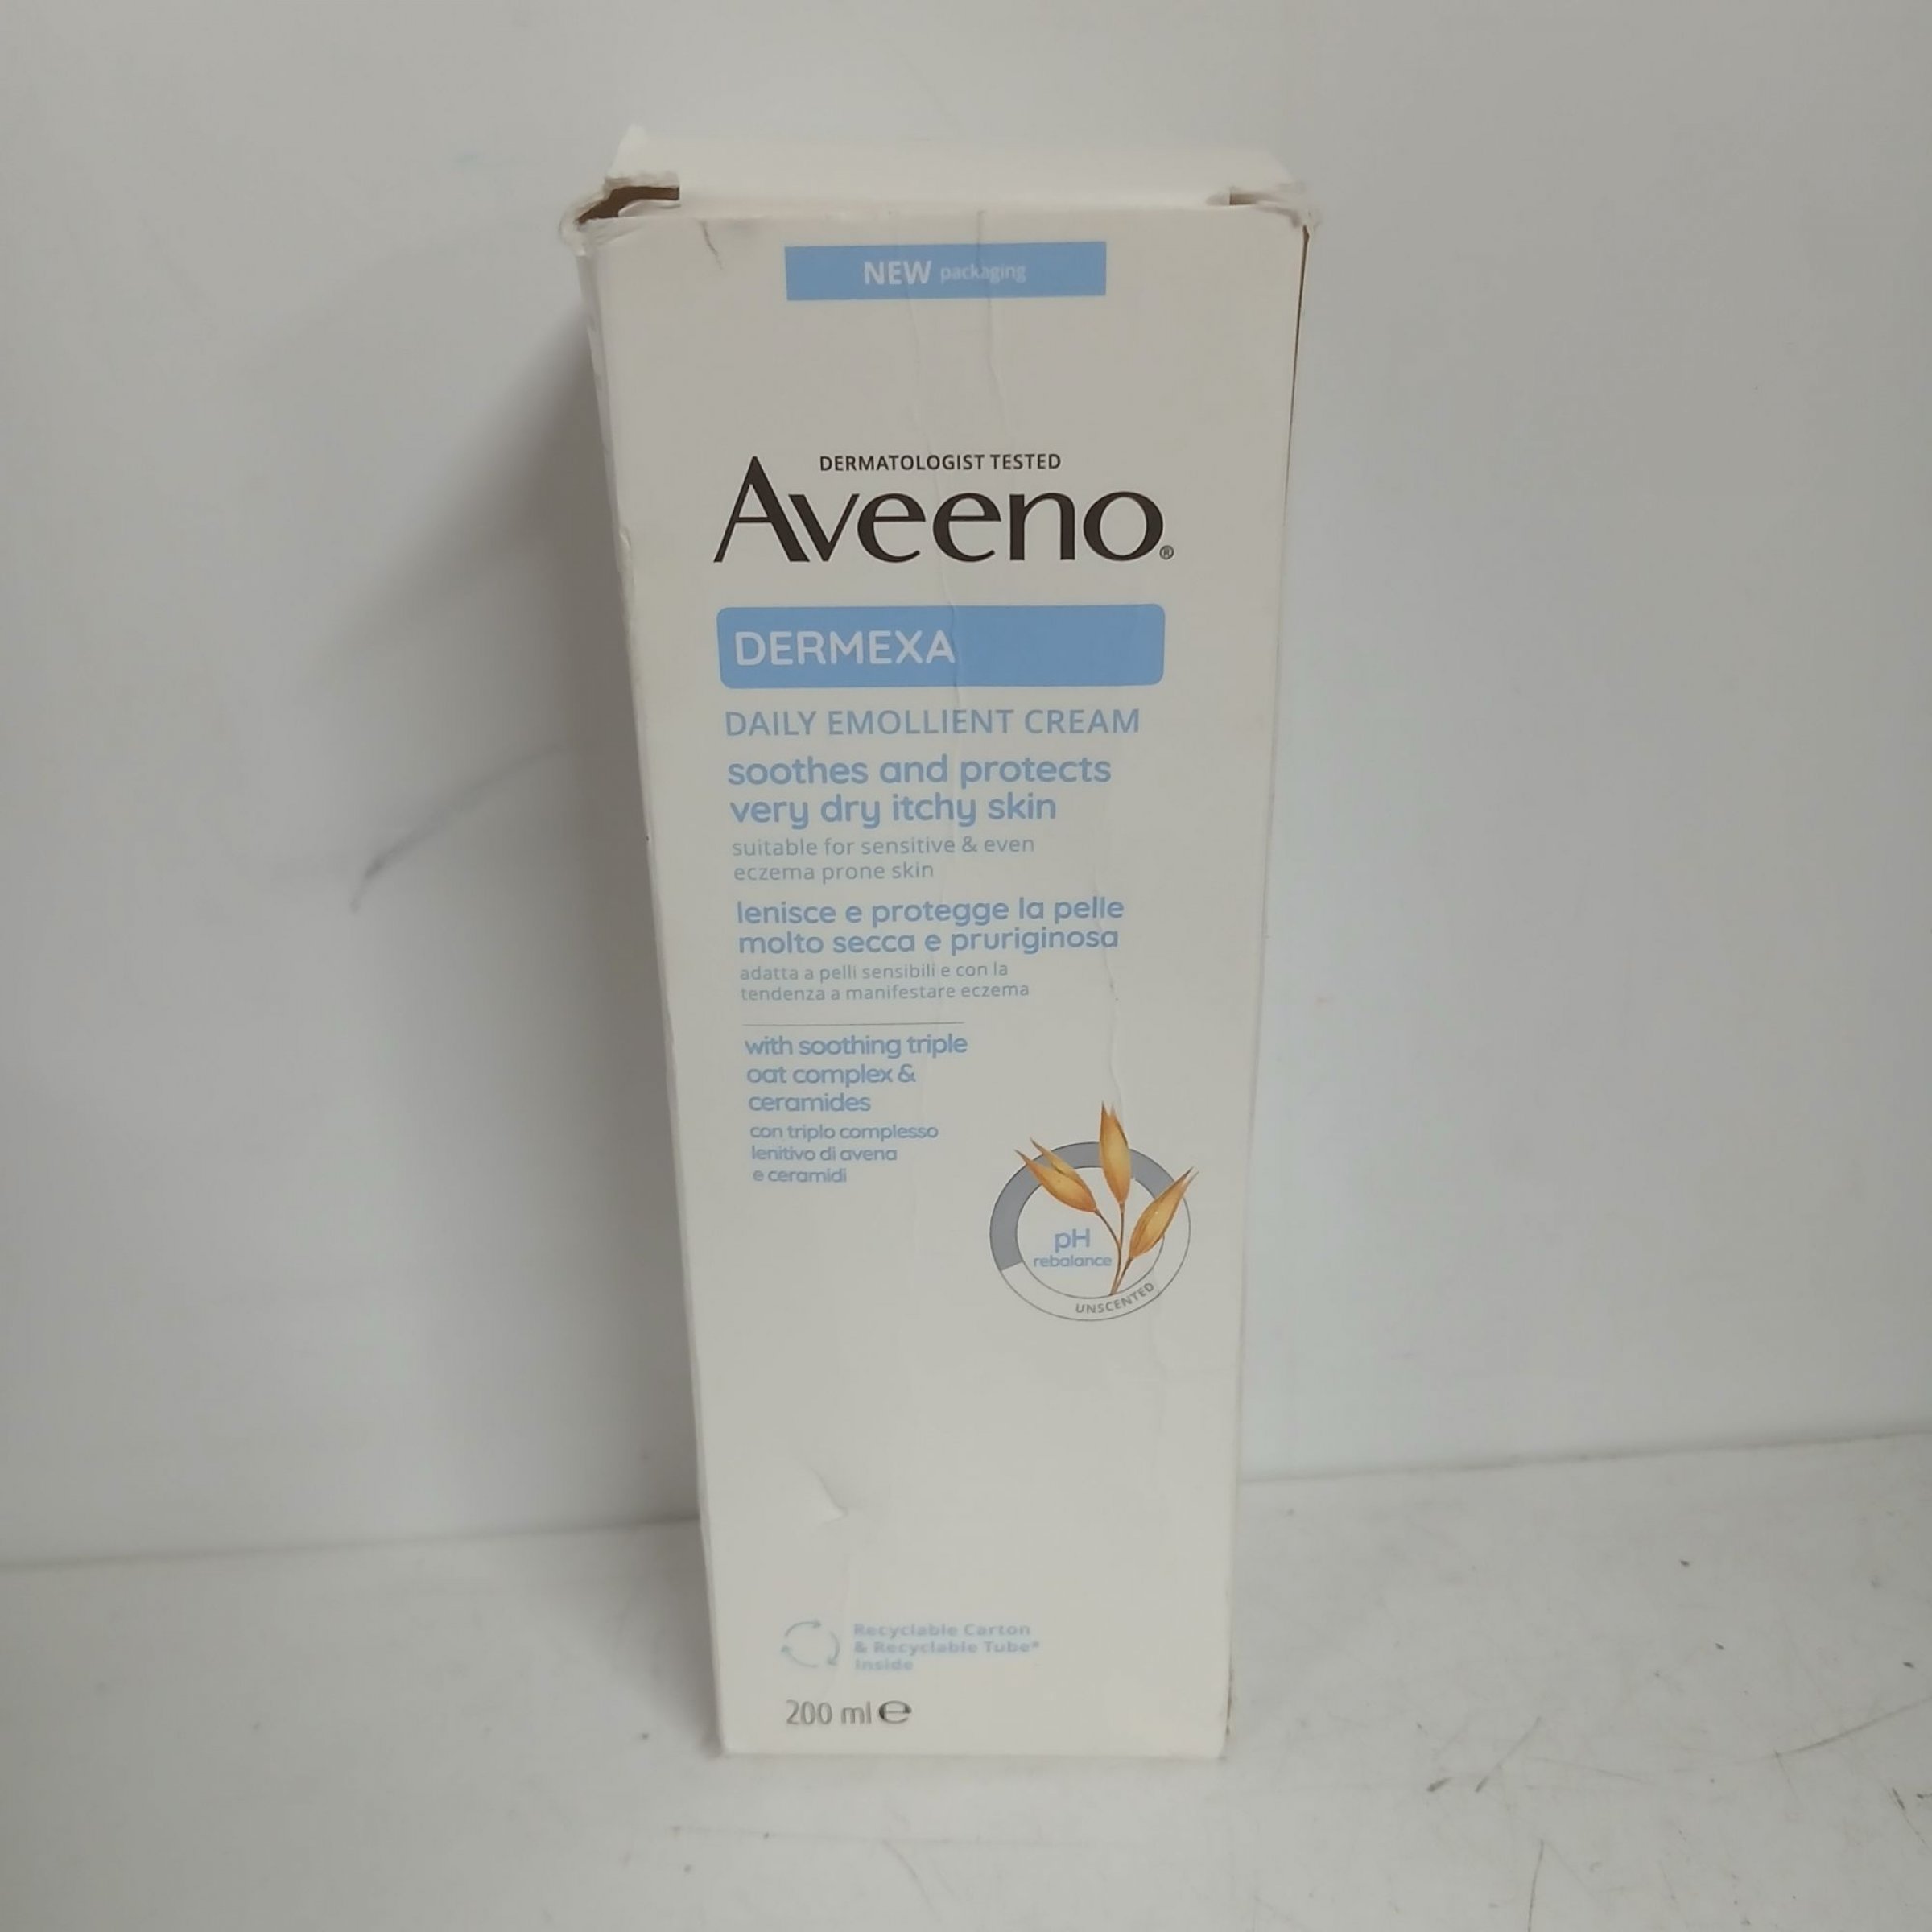 NEW packaging
DERMATOLOGIST TESTED
Aveeno®
DERMEXA
DAILY EMOLLIENT CREAM
soothes and protects
very dry itchy skin
suitable for sensitive & even
eczema prone skin
lenisce e protegge la pelle
molto secca e pruriginosa
adatta a pelli sensibili e con la
tendenza a manifestare eczema
with soothing triple
oat complex &
ceramides
con triplo complesso
lenitivo di avena
e ceramidi
pH
rebalance
UNSCENTED
Recyclable Carton
& Recyclable Tube*
Inside
200 ml ℮